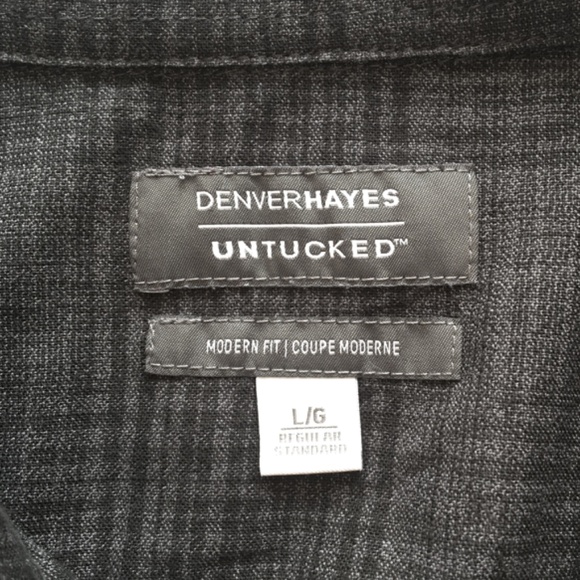 DENVERHAYES
UNTUCKED™
MODERN FIT | COUPE MODERNE
L/G
REGULAR
STANDARD